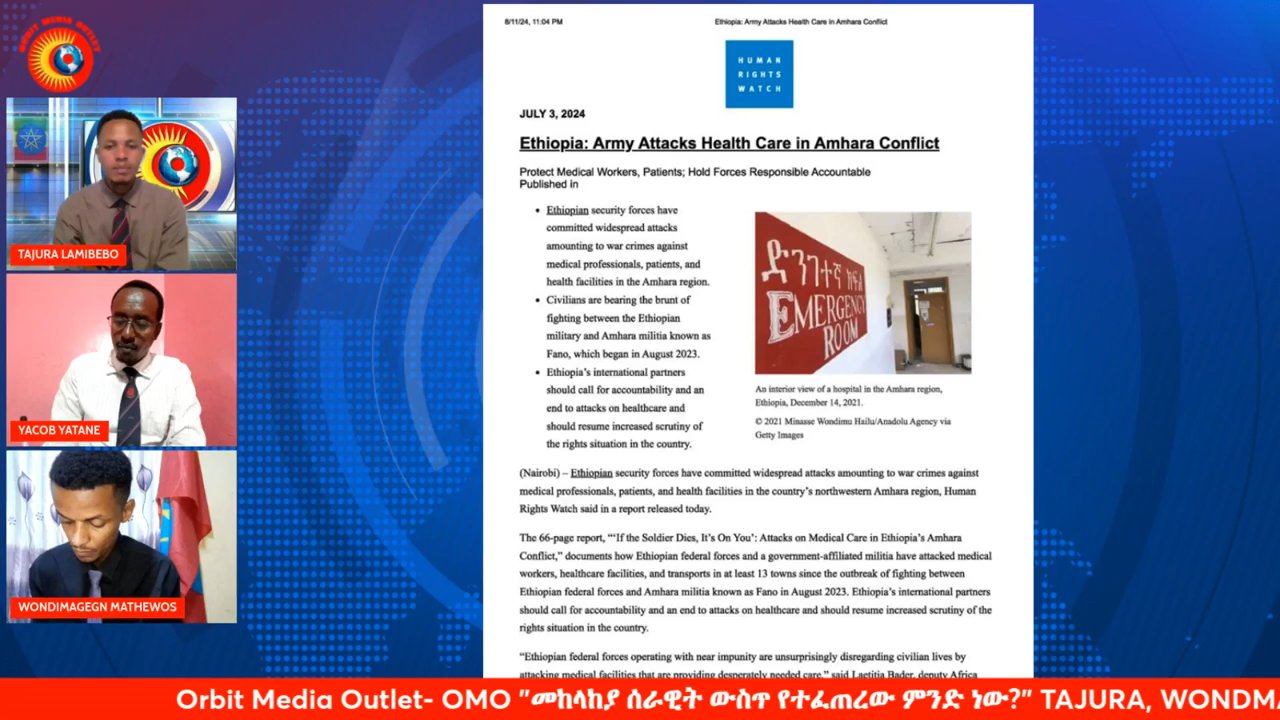 ORBIT MEDIA OUTLET
TAJURA LAMIBEBO
YACOB YATANE
WONDIMAGEGN MATHEWOS
8/11/24, 11:04 PM
Ethiopia: Army Attacks Health Care in Amhara Conflict
HUMAN
RIGHTS
WATCH
JULY 3, 2024
Ethiopia: Army Attacks Health Care in Amhara Conflict
Protect Medical Workers, Patients; Hold Forces Responsible Accountable
Published in
• Ethiopian security forces have
committed widespread attacks
amounting to war crimes against
medical professionals, patients, and
health facilities in the Amhara region.
• Civilians are bearing the brunt of
fighting between the Ethiopian
military and Amhara militia known as
Fano, which began in August 2023.
• Ethiopia's international partners
should call for accountability and an
end to attacks on healthcare and
should resume increased scrutiny of
the rights situation in the country.
ድንገተኛ ክፍል
EMERGENCY
ROOM
An interior view of a hospital in the Amhara region,
Ethiopia, December 14, 2021.
© 2021 Minasse Wondimu Hailu/Anadolu Agency via
Getty Images
(Nairobi) – Ethiopian security forces have committed widespread attacks amounting to war crimes against
medical professionals, patients, and health facilities in the country's northwestern Amhara region, Human
Rights Watch said in a report released today.
The 66-page report, "'If the Soldier Dies, It's On You': Attacks on Medical Care in Ethiopia's Amhara
Conflict," documents how Ethiopian federal forces and a government-affiliated militia have attacked medical
workers, healthcare facilities, and transports in at least 13 towns since the outbreak of fighting between
Ethiopian federal forces and Amhara militia known as Fano in August 2023. Ethiopia's international partners
should call for accountability and an end to attacks on healthcare and should resume increased scrutiny of the
rights situation in the country.
"Ethiopian federal forces operating with near impunity are unsurprisingly disregarding civilian lives by
attacking medical facilities that are providing desperately needed care," said Laetitia Bader, deputy Africa
Orbit Media Outlet- OMO "መከላከያ ሰራዊት ውስጥ የተፈጠረው ምንድ ነው?" TAJURA, WONDMA